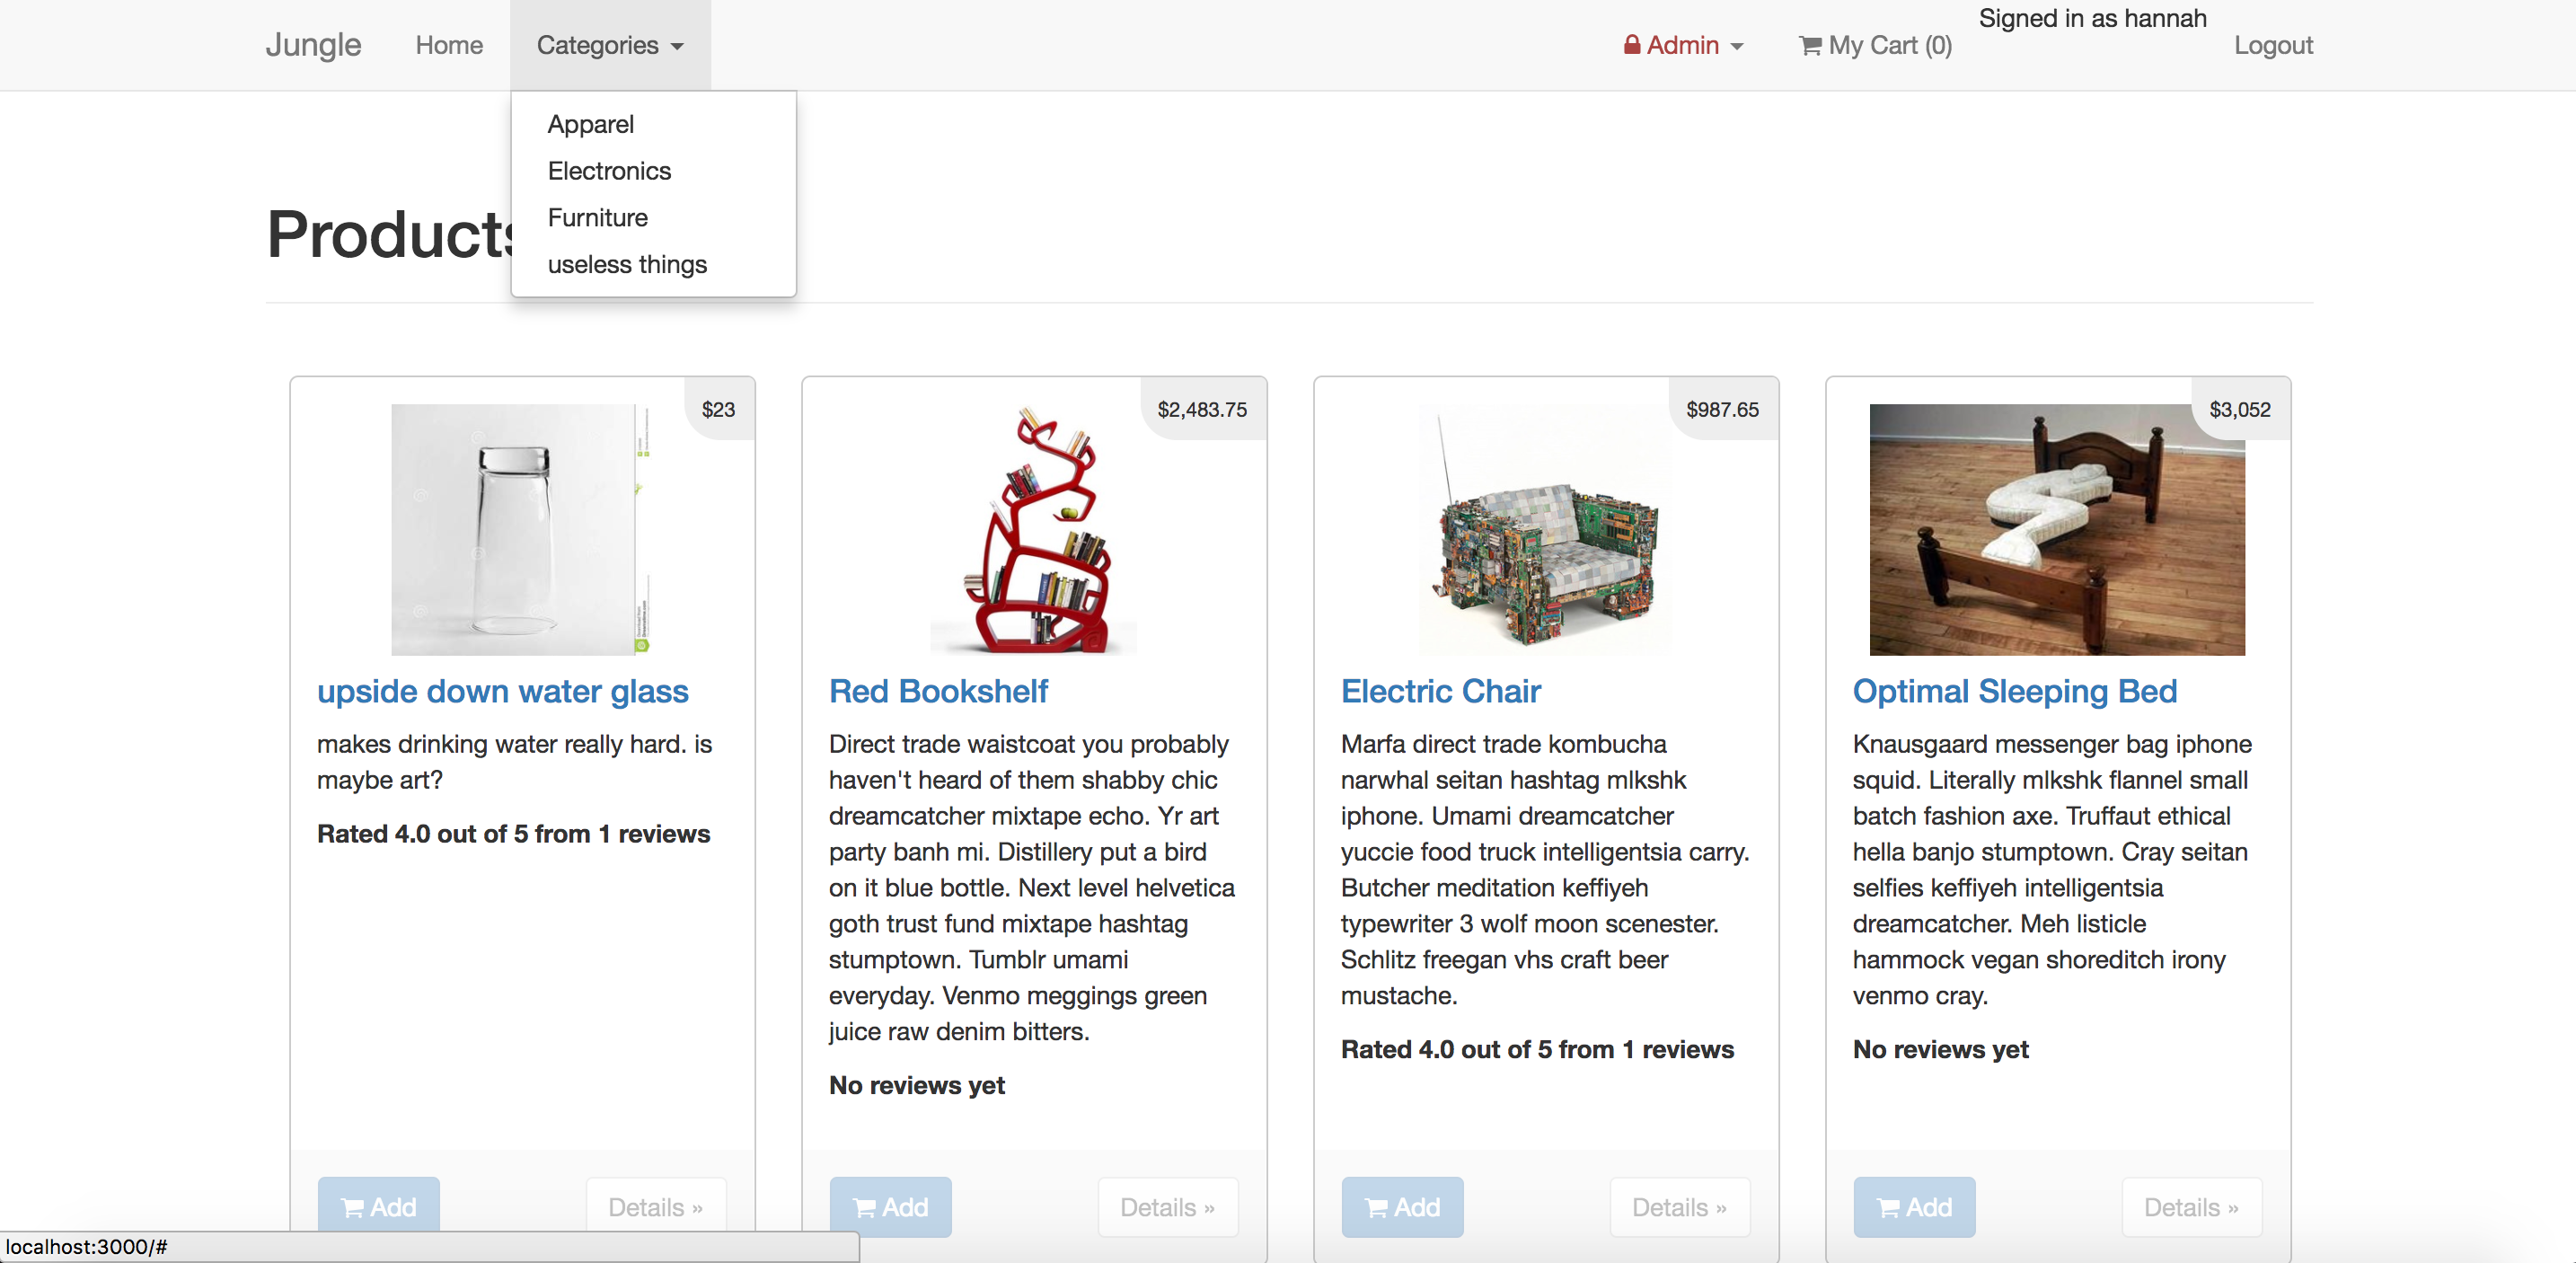 Jungle
Home
Categories
Admin
My Cart (0)
Signed in as hannah
Logout
Apparel
Electronics
Furniture
useless things
Products
$23
upside down water glass
makes drinking water really hard. is
maybe art?
Rated 4.0 out of 5 from 1 reviews
Add
Details »
$2,483.75
Red Bookshelf
Direct trade waistcoat you probably
haven't heard of them shabby chic
dreamcatcher mixtape echo. Yr art
party banh mi. Distillery put a bird
on it blue bottle. Next level helvetica
goth trust fund mixtape hashtag
stumptown. Tumblr umami
everyday. Venmo meggings green
juice raw denim bitters.
No reviews yet
Add
Details »
$987.65
Electric Chair
Marfa direct trade kombucha
narwhal seitan hashtag mlkshk
iphone. Umami dreamcatcher
yuccie food truck intelligentsia carry.
Butcher meditation keffiyeh
typewriter 3 wolf moon scenester.
Schlitz freegan vhs craft beer
mustache.
Rated 4.0 out of 5 from 1 reviews
Add
Details »
$3,052
Optimal Sleeping Bed
Knausgaard messenger bag iphone
squid. Literally mlkshk flannel small
batch fashion axe. Truffaut ethical
hella banjo stumptown. Cray seitan
selfies keffiyeh intelligentsia
dreamcatcher. Meh listicle
hammock vegan shoreditch irony
venmo cray.
No reviews yet
Add
Details »
localhost:3000/#